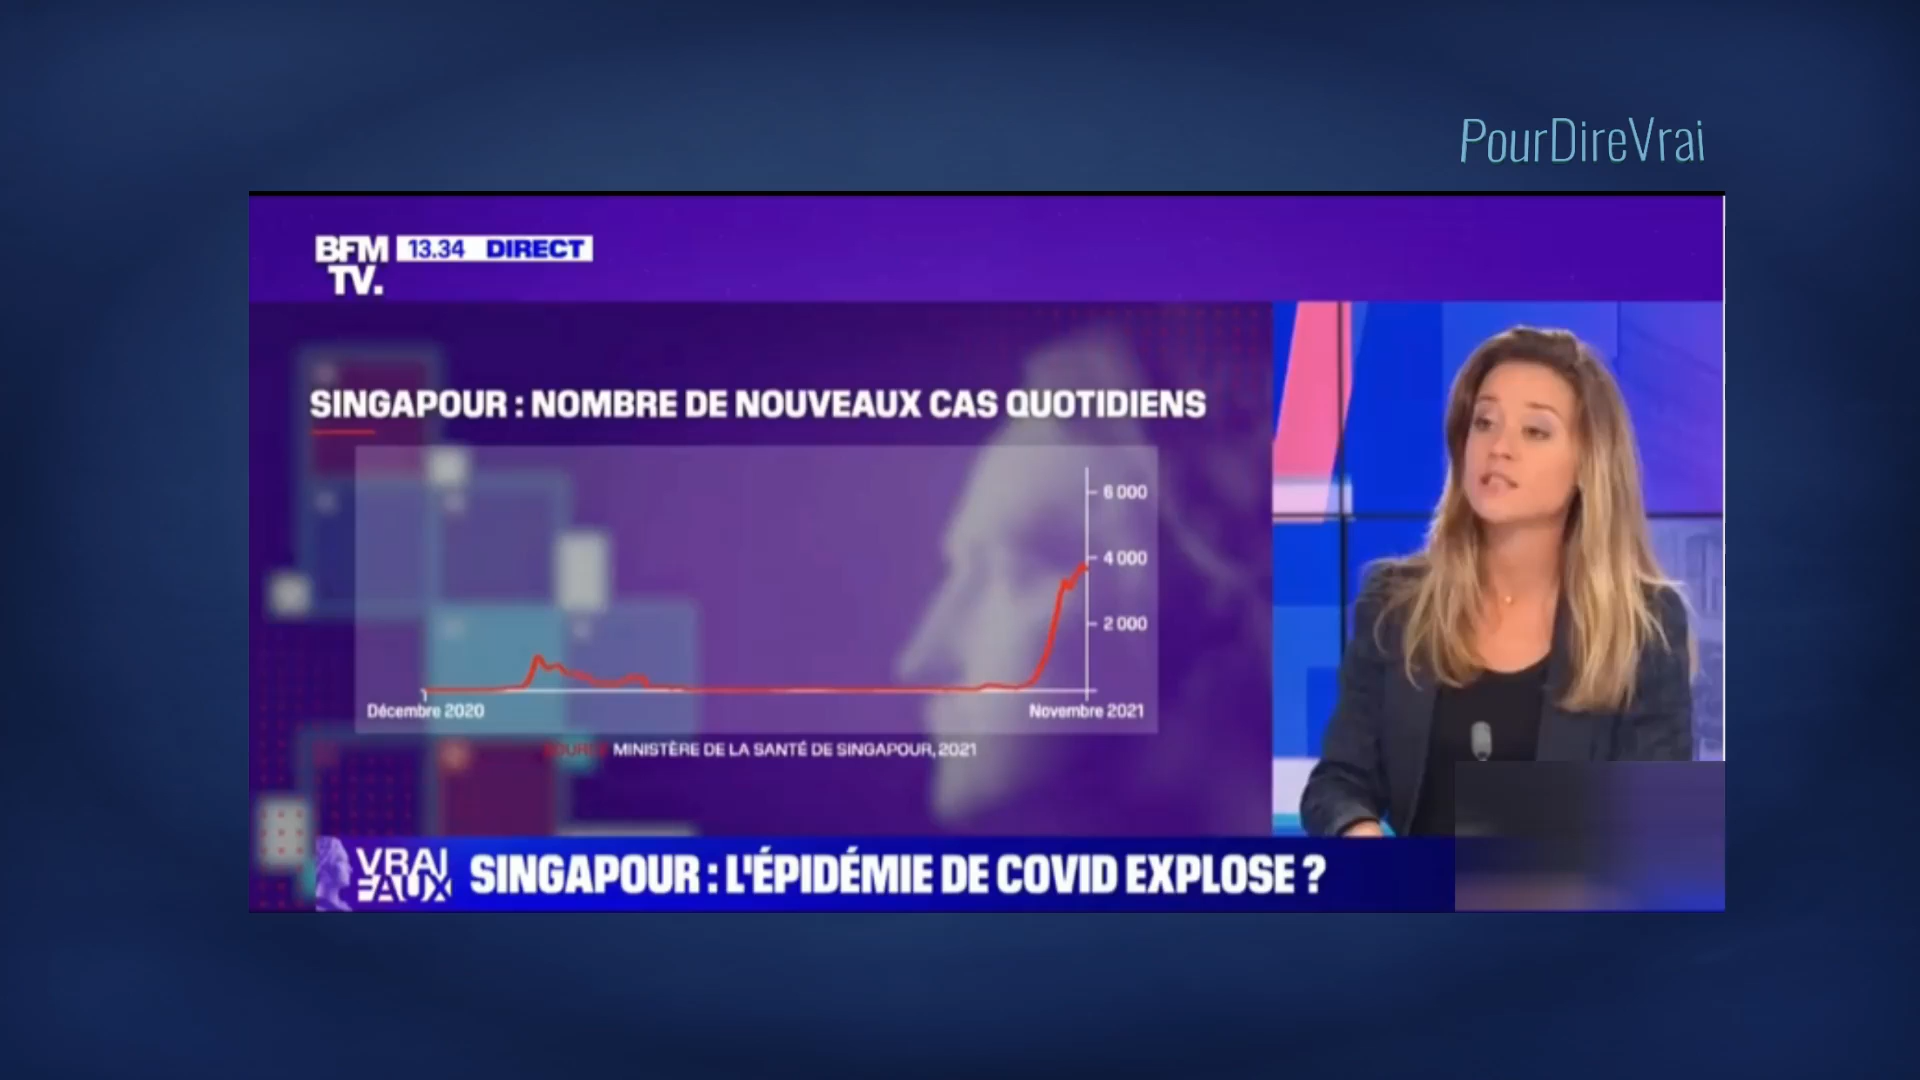 PourDireVrai
BFM 13.34 DIRECT
TV.
SINGAPOUR : NOMBRE DE NOUVEAUX CAS QUOTIDIENS
6 000
4 000
2 000
Décembre 2020
Novembre 2021
MINISTÈRE DE LA SANTÉ DE SINGAPOUR, 2021
VRAI
FAUX
SINGAPOUR : L'ÉPIDÉMIE DE COVID EXPLOSE ?